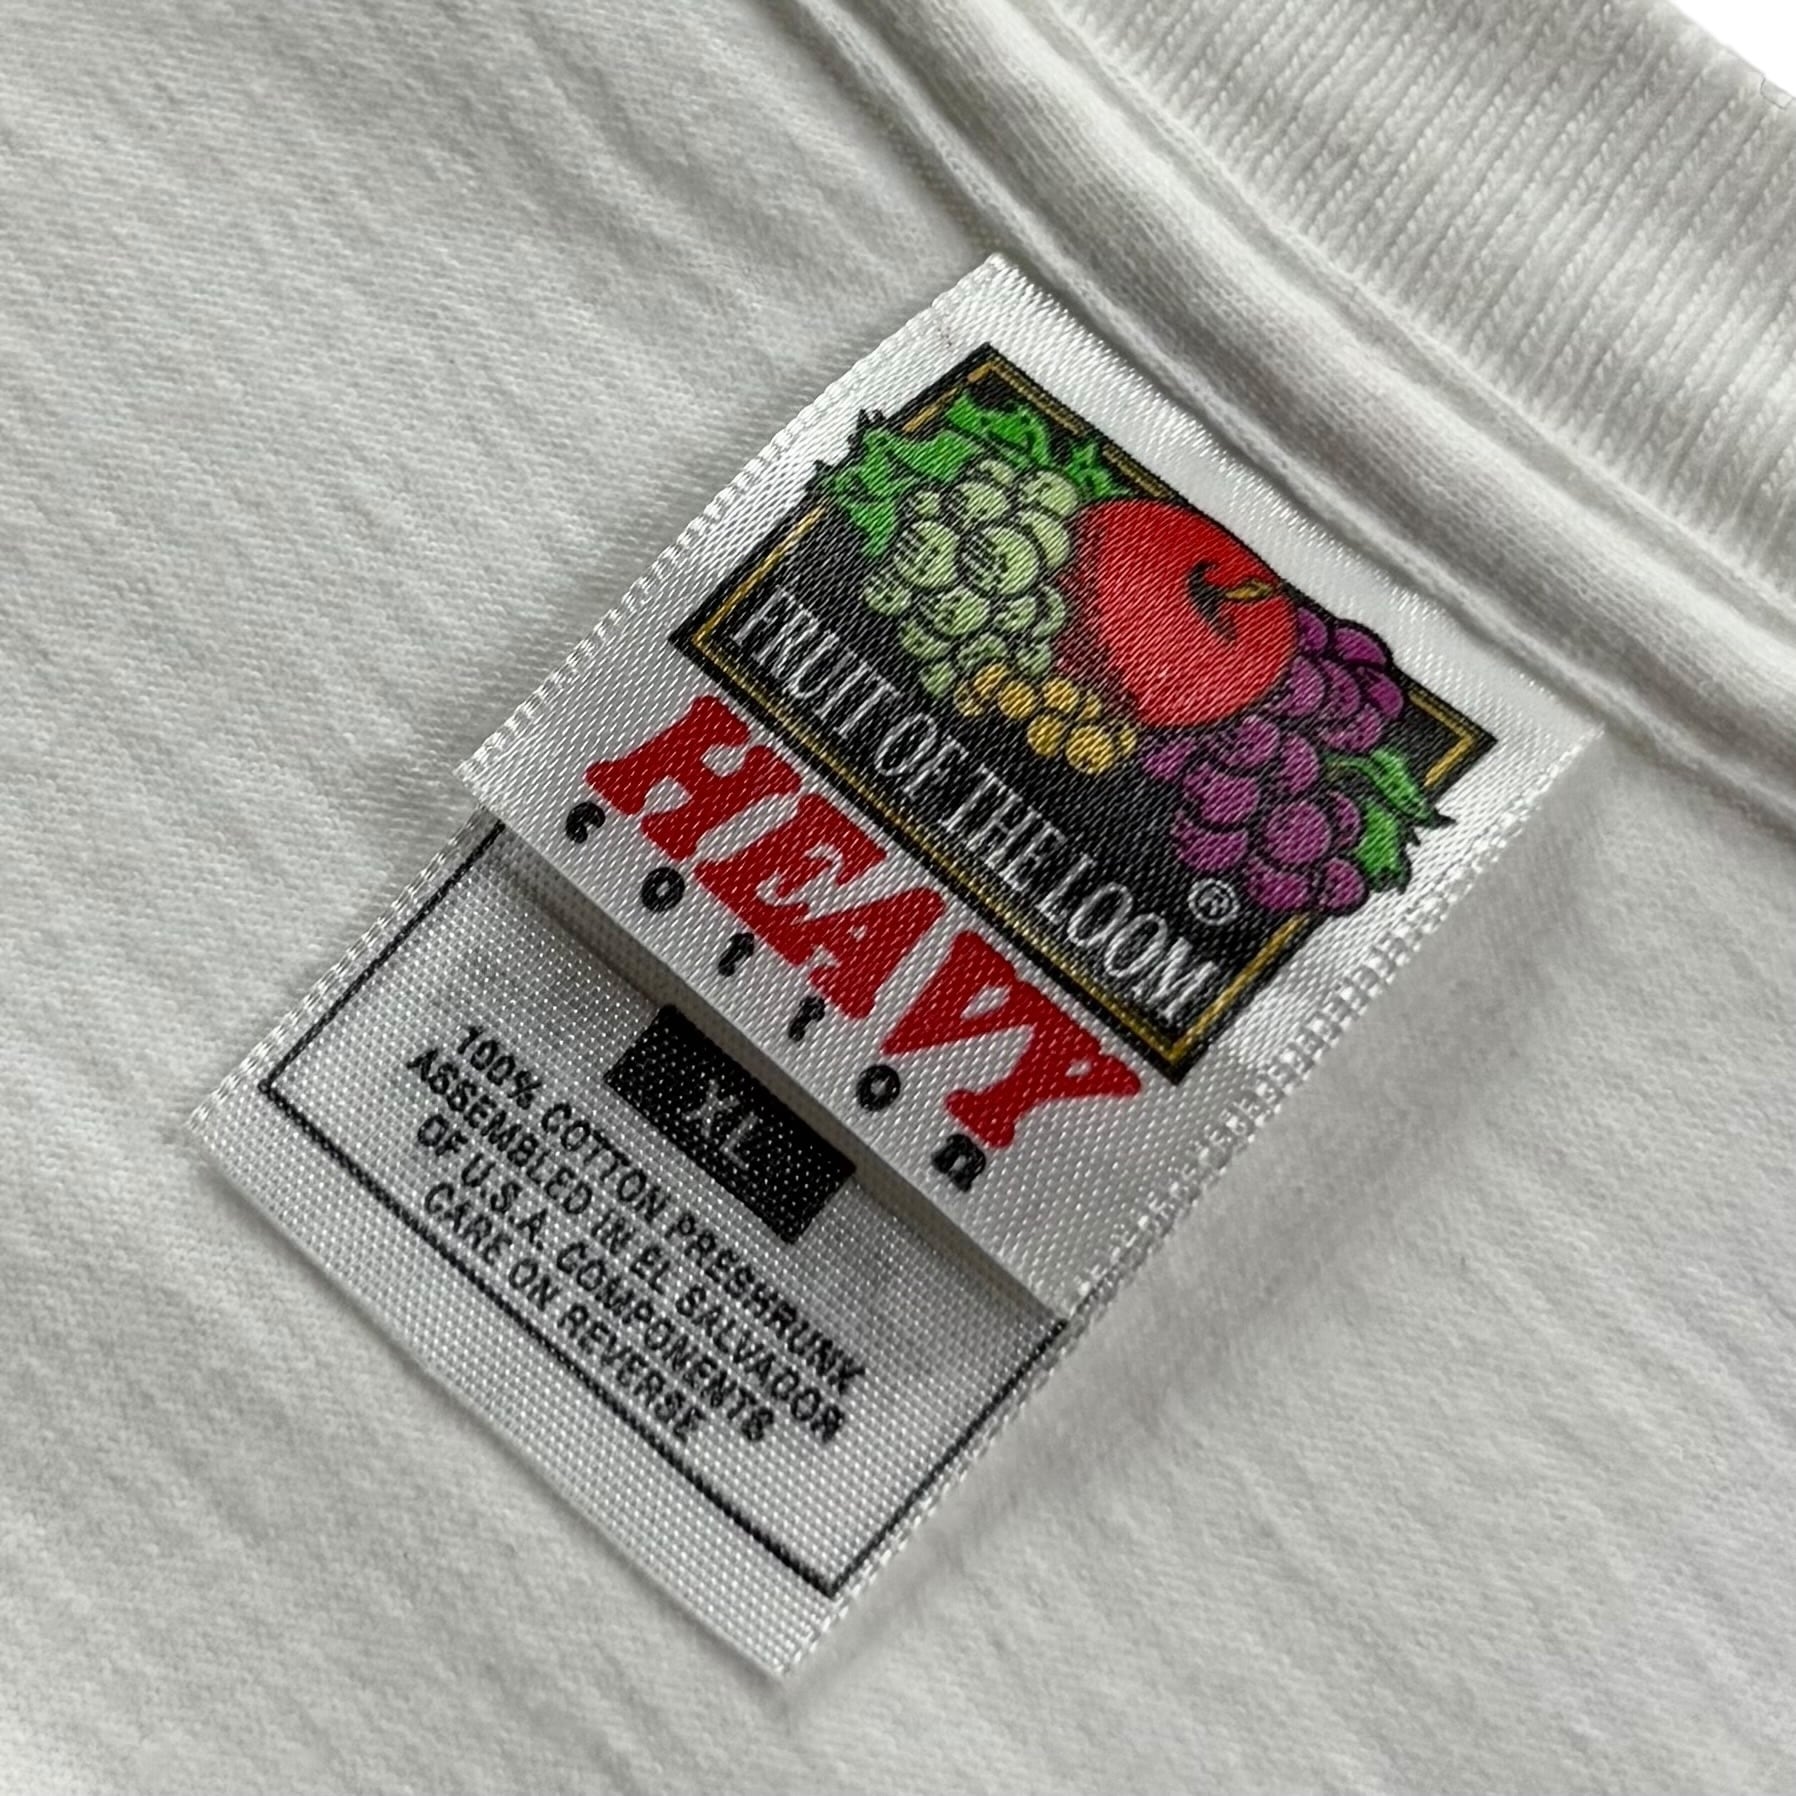 FRUIT OF THE LOOM®
HEAVY
cotton
XL
100% COTTON PRESHRUNK
ASSEMBLED IN EL SALVADOR
OF U.S.A. COMPONENTS
CARE ON REVERSE